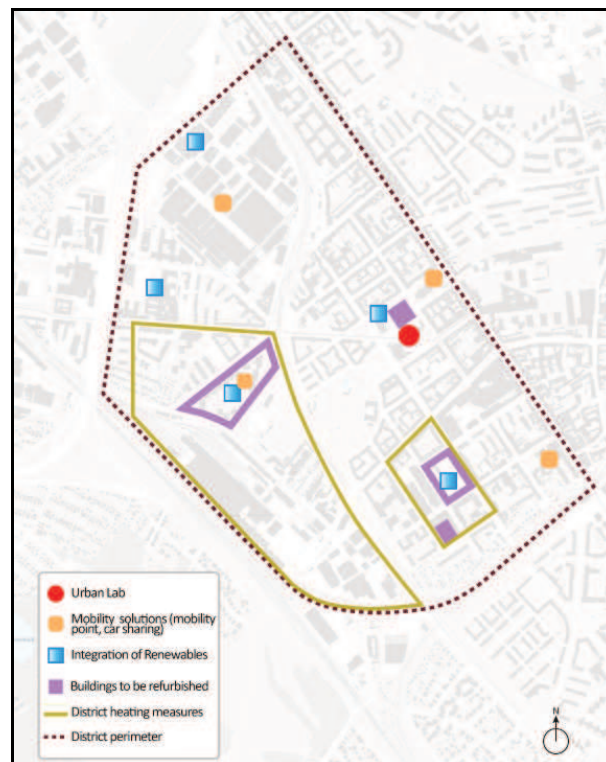 Urban Lab
Mobility solutions (mobility
point, car sharing)
Integration of Renewables
Buildings to be refurbished
District heating measures
District perimeter
N